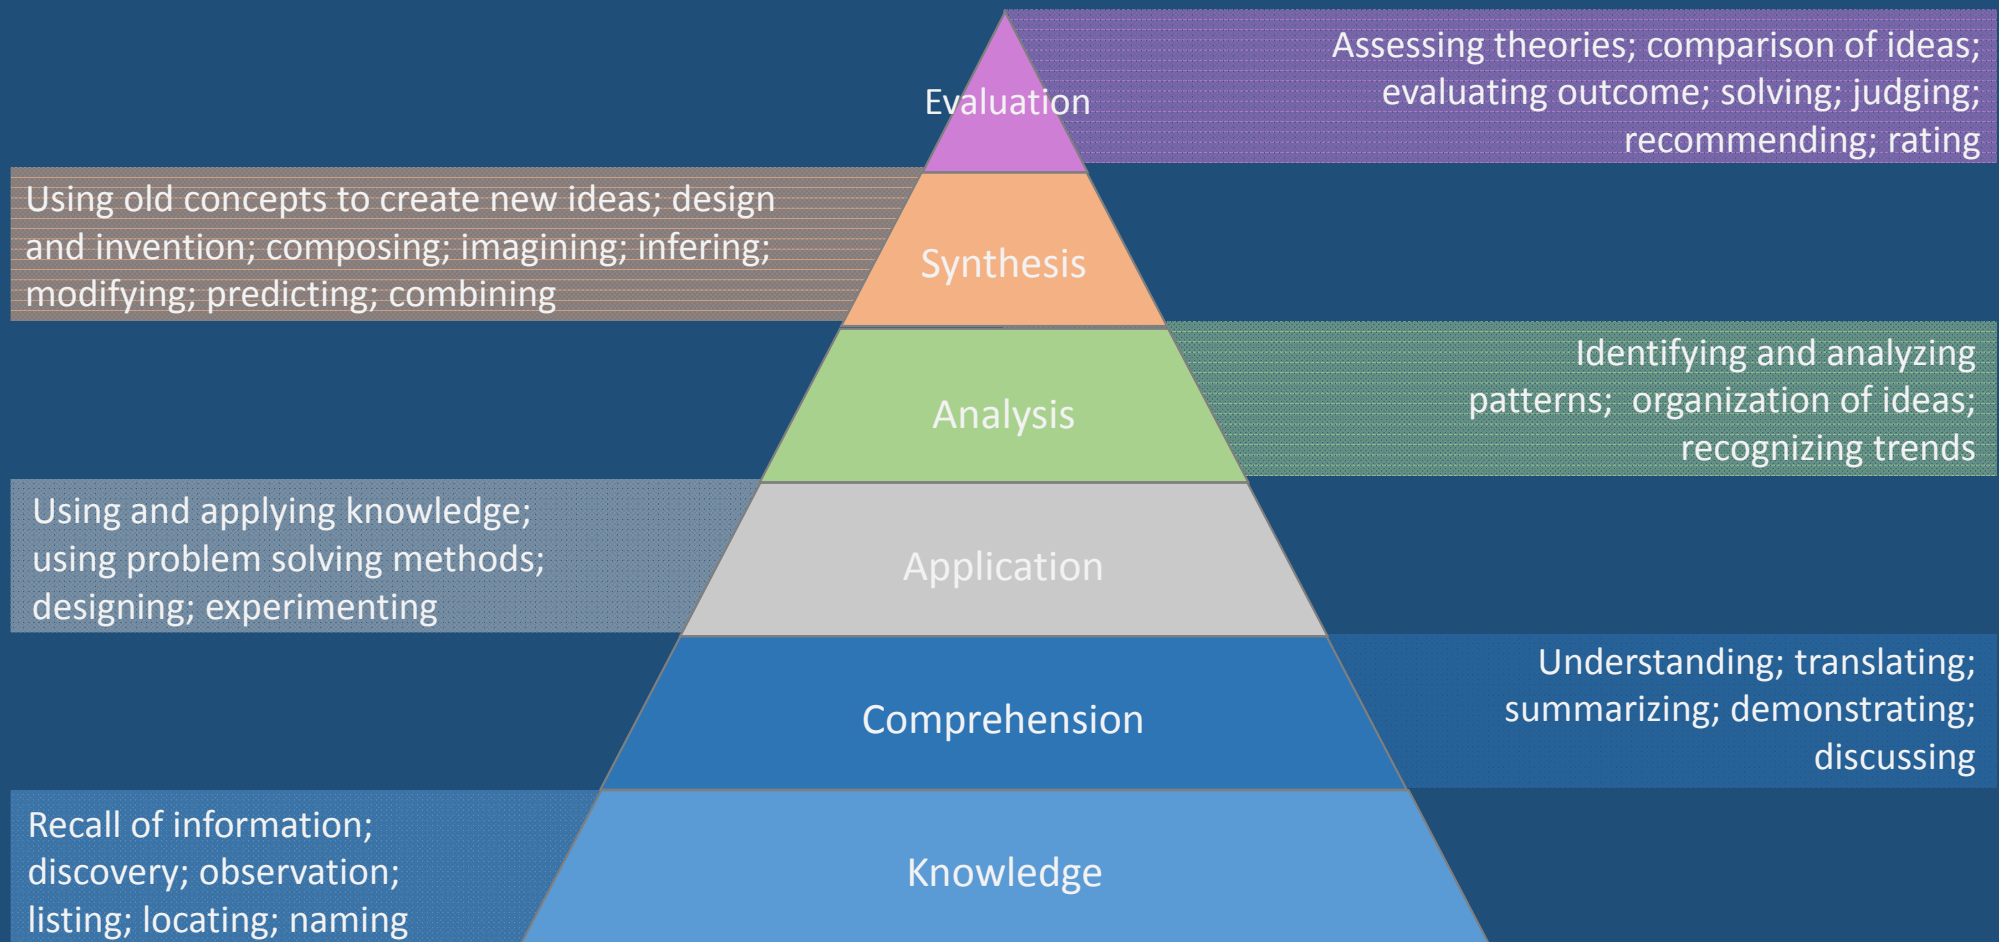 Assessing theories; comparison of ideas;
evaluating outcome; solving; judging;
recommending; rating
Evaluation
Using old concepts to create new ideas; design
and invention; composing; imagining; infering;
modifying; predicting; combining
Synthesis
Identifying and analyzing
patterns;  organization of ideas;
recognizing trends
Analysis
Using and applying knowledge;
using problem solving methods;
designing; experimenting
Application
Understanding; translating;
summarizing; demonstrating;
discussing
Comprehension
Recall of information;
discovery; observation;
listing; locating; naming
Knowledge